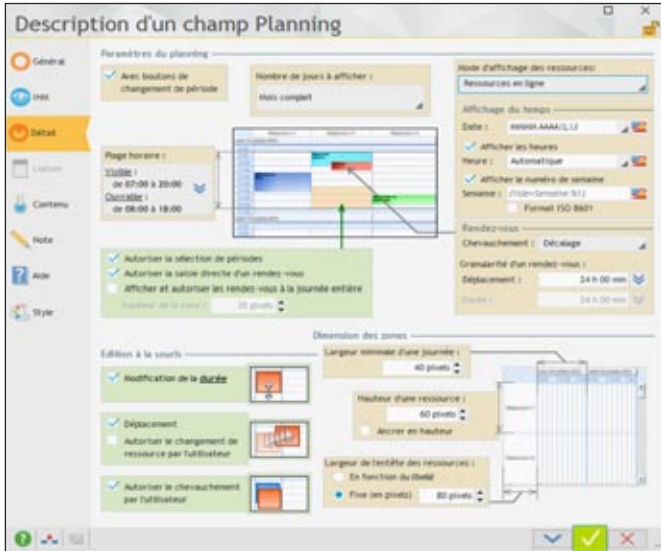 Description d'un champ Planning
Général
IHM
Détail
Liaison
Contenu
Note
Aide
Style
Paramètres du planning
Avec boutons de
changement de période
Nombre de jours à afficher :
Mois complet
Plage horaire :
Visible :
de 07:00 à 20:00
Ouvrable :
de 08:00 à 18:00
Autoriser la sélection de périodes
Autoriser la saisie directe d'un rendez-vous
Afficher et autoriser les rendez-vous à la journée entière
Hauteur de la zone :
pixels
Mode d'affichage des ressources:
Ressources en ligne
Affichage du temps
Date :
Afficher les heures
Heure :
Automatique
Afficher le numéro de semaine
Semaine :
Format ISO 8601
Rendez-vous
Chevauchement :
Décalage
Granularité d'un rendez-vous :
Déplacement :
24 h 00 min
Durée :
24 h 00 min
Edition à la souris
Modification de la durée
Déplacement
Autoriser le changement de
ressource par l'utilisateur
Autoriser le chevauchement
par l'utilisateur
Dimension des zones
Largeur minimale d'une journée :
40 pixels
Hauteur d'une ressource :
60 pixels
Ancrer en hauteur
Largeur de l'entête des ressources :
En fonction du libellé
Fixe (en pixels)
80 pixels